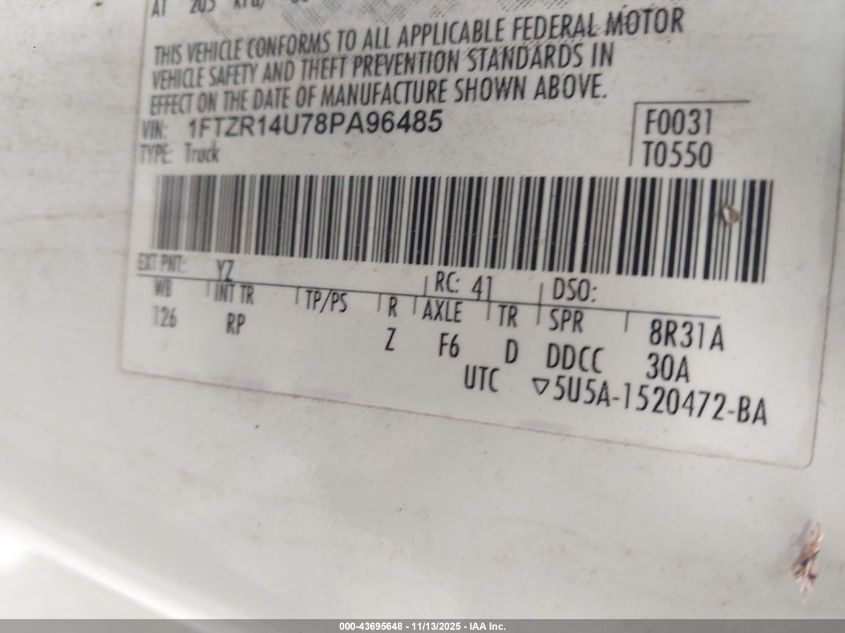 AT 205
THIS VEHICLE CONFORMS TO ALL APPLICABLE FEDERAL MOTOR
VEHICLE SAFETY AND THEFT PREVENTION STANDARDS IN
EFFECT ON THE DATE OF MANUFACTURE SHOWN ABOVE.
VIN: 1FTZR14U78PA96485
F0031
TYPE: Truck
T0550
EXT PNT: YZ
RC: 41
DSO:
WB INT TR TP/PS R AXLE TR SPR
126 RP Z F6 D DDCC
8R31A
30A
UTC ▽5U5A-1520472-BA
000-43695648 - 11/13/2025 - IAA Inc.